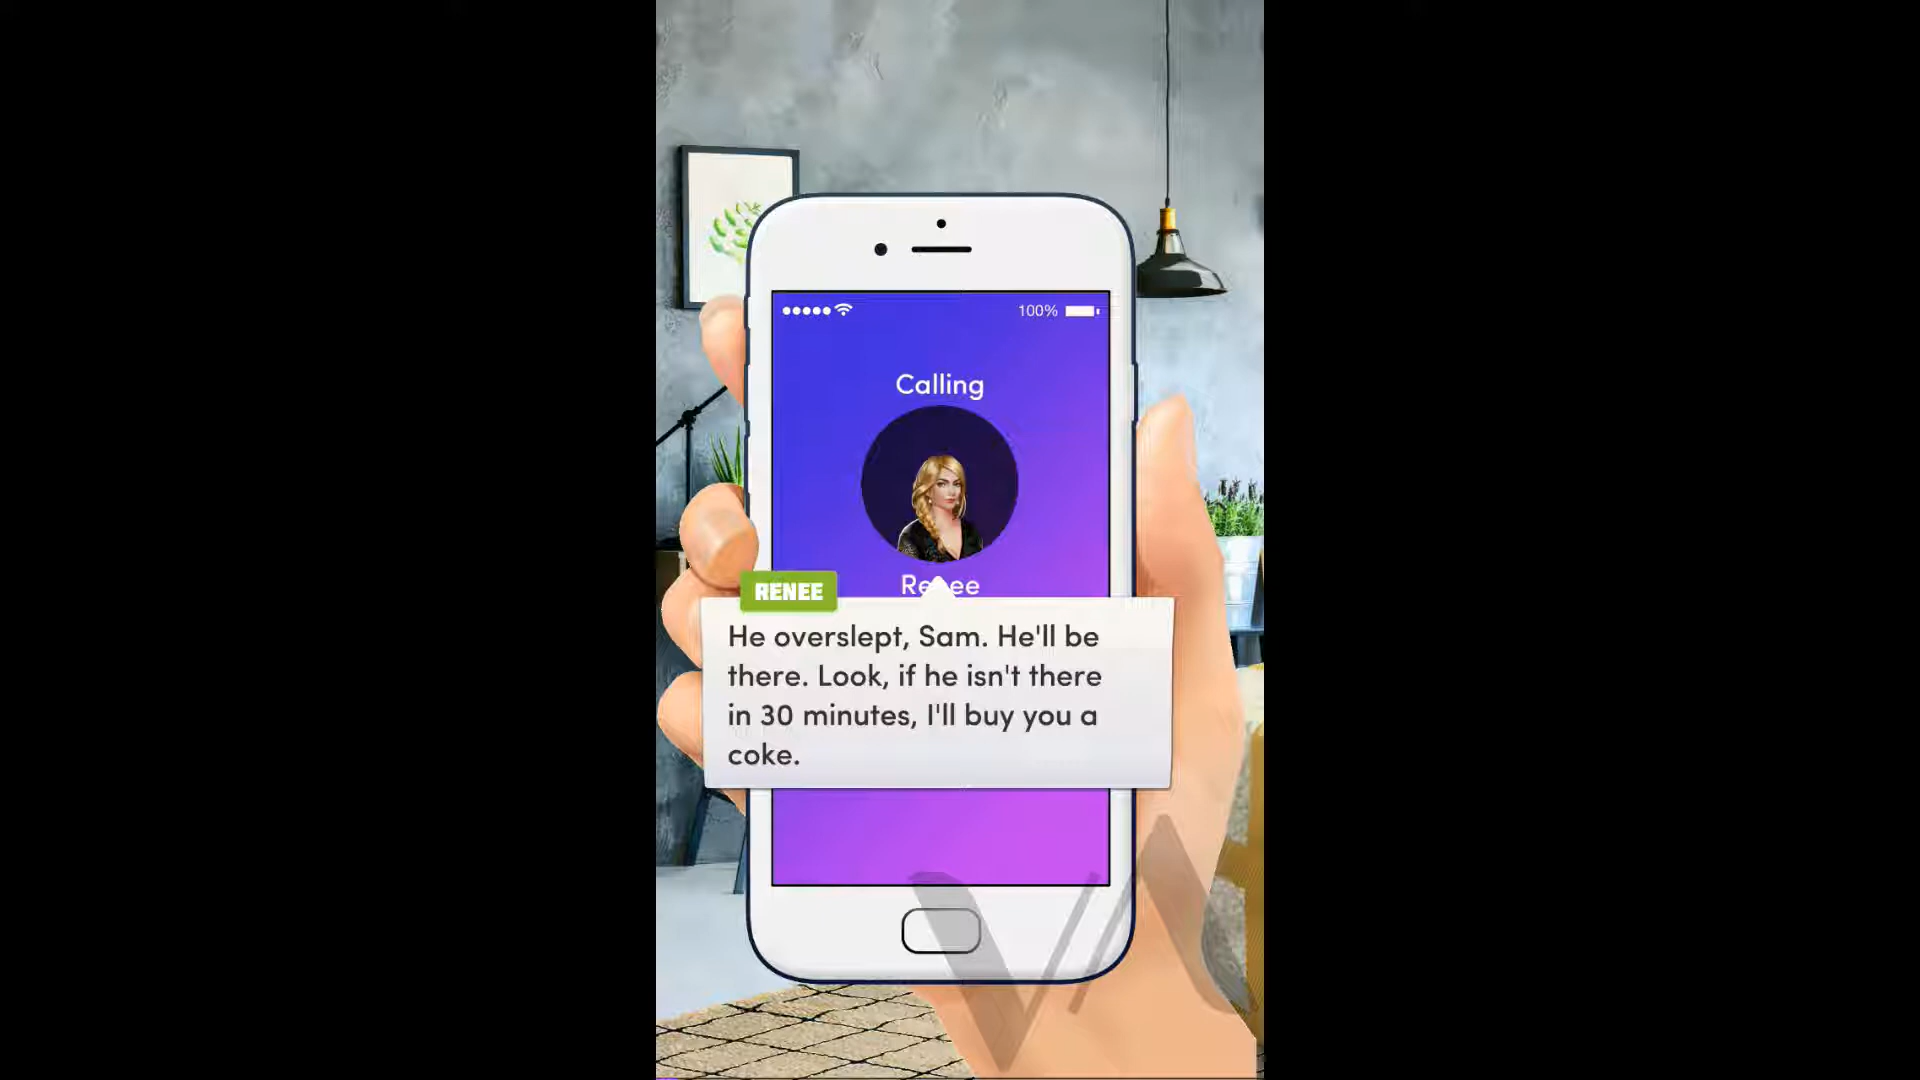 100%
Calling
Renee
RENEE
He overslept, Sam. He'll be
there. Look, if he isn't there
in 30 minutes, I'll buy you a
coke.